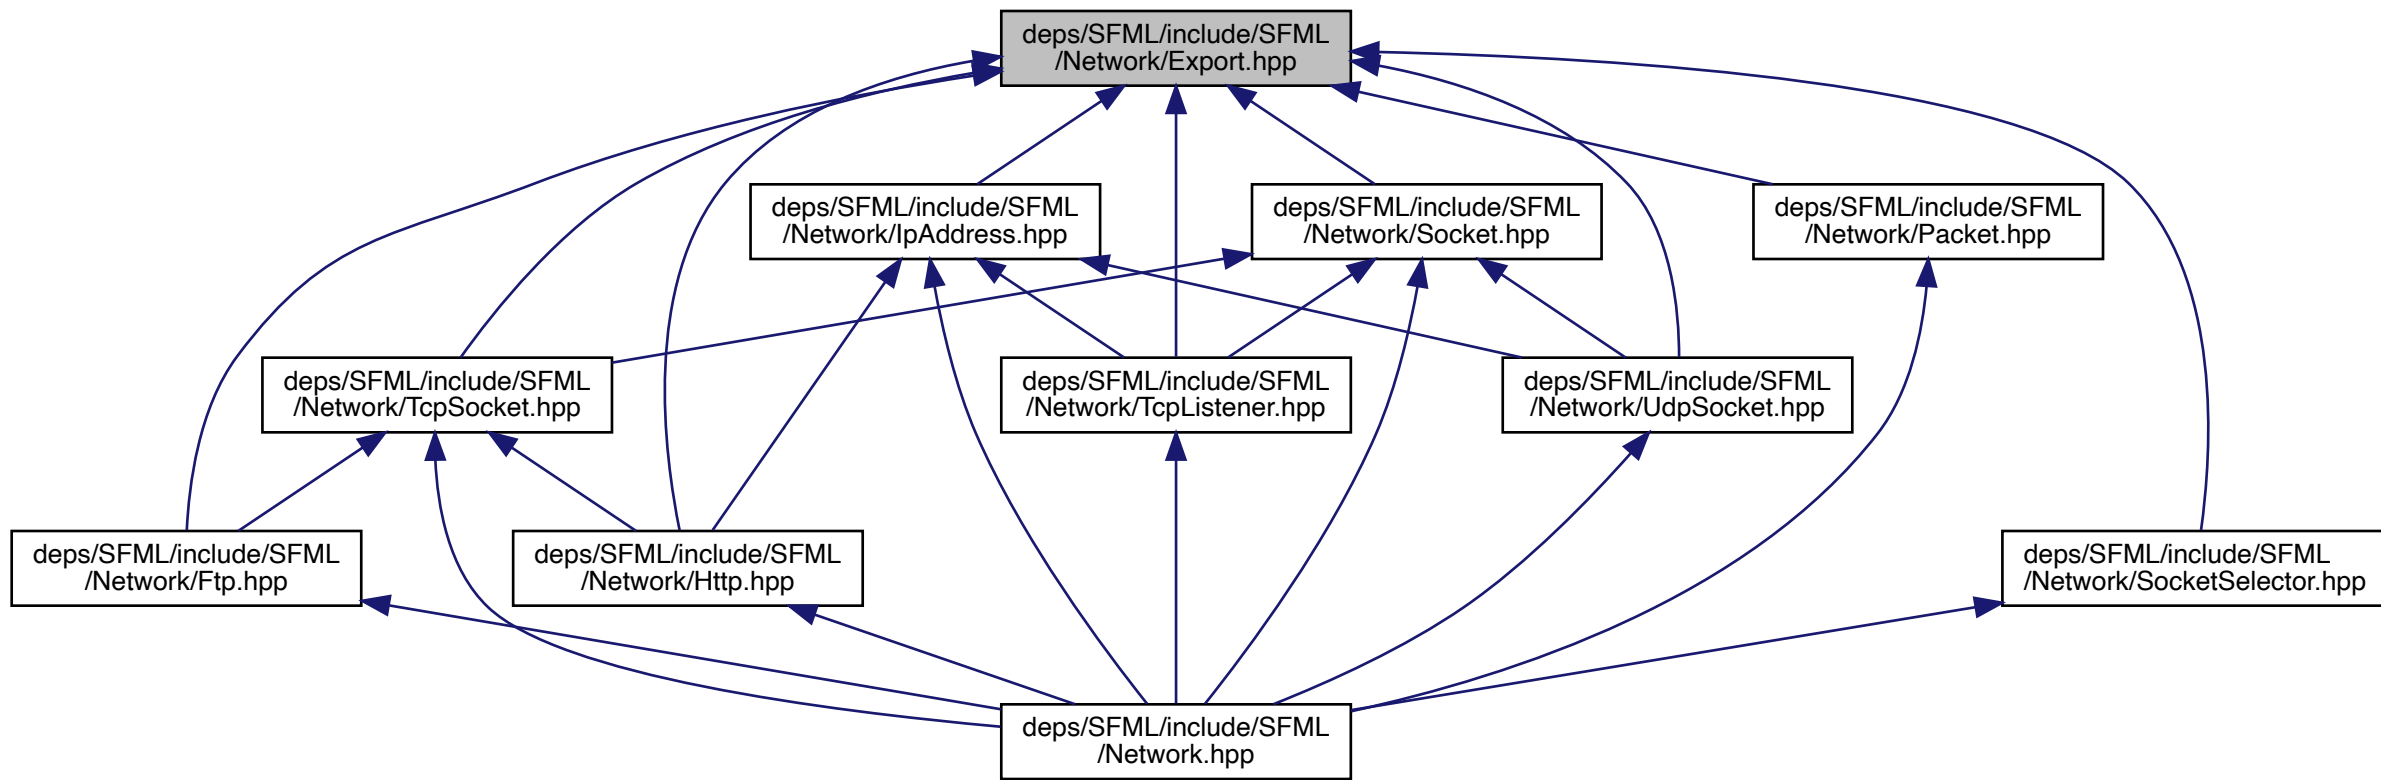 deps/SFML/include/SFML
/Network/Export.hpp
deps/SFML/include/SFML
/Network/IpAddress.hpp
deps/SFML/include/SFML
/Network/Socket.hpp
deps/SFML/include/SFML
/Network/Packet.hpp
deps/SFML/include/SFML
/Network/TcpSocket.hpp
deps/SFML/include/SFML
/Network/TcpListener.hpp
deps/SFML/include/SFML
/Network/UdpSocket.hpp
deps/SFML/include/SFML
/Network/Ftp.hpp
deps/SFML/include/SFML
/Network/Http.hpp
deps/SFML/include/SFML
/Network/SocketSelector.hpp
deps/SFML/include/SFML
/Network.hpp